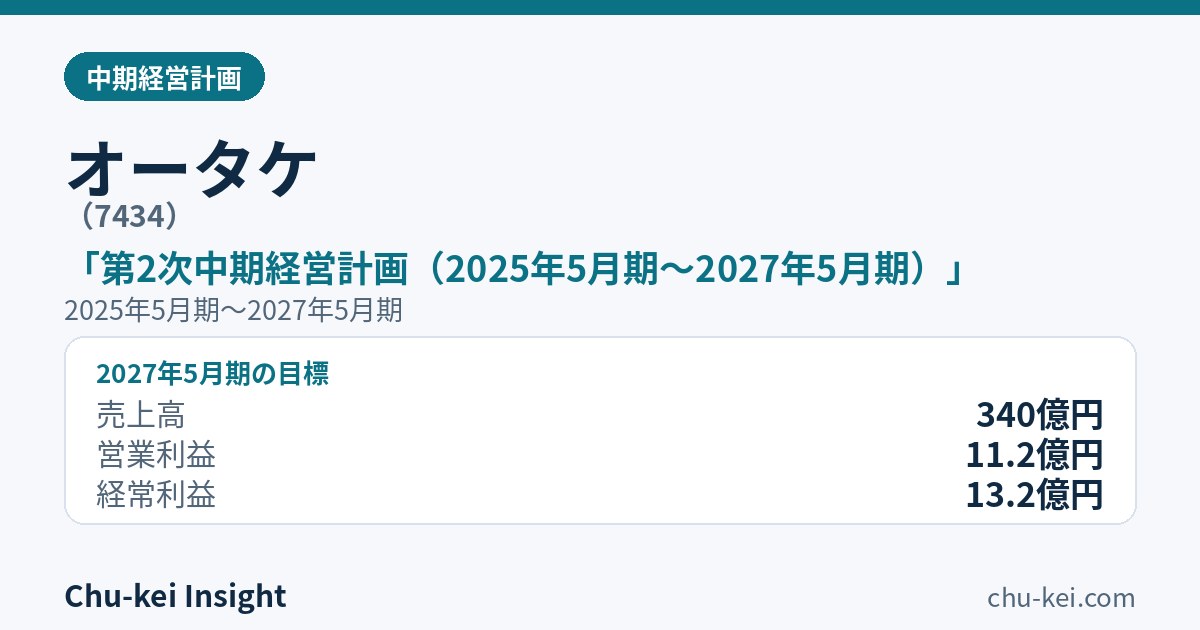 中期経営計画
オータケ
（7434）
「第2次中期経営計画（2025年5月期～2027年5月期）」
2025年5月期～2027年5月期
2027年5月期の目標
売上高 340億円
営業利益 11.2億円
経常利益 13.2億円
Chu-kei Insight chu-kei.com